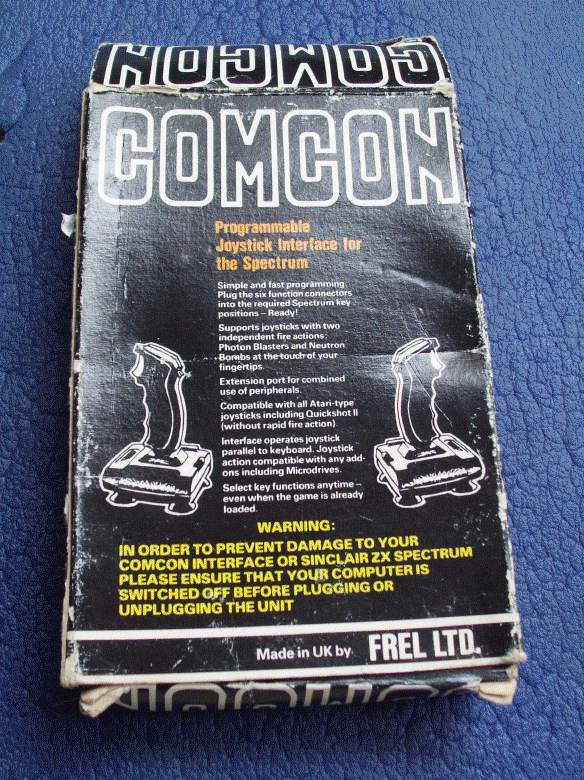 COMCON
COMCON
Programmable
Joystick Interface for
the Spectrum
Simple and fast programming
Plug the six function connectors
into the required Spectrum key
positions – Ready!
Supports joysticks with two
independent fire actions:
Photon Blasters and Neutron
Bombs at the touch of your
fingertips.
Extension port for combined
use of peripherals.
Compatible with all Atari-type
joysticks including Quickshot II
(without rapid fire action)
Interface operates joystick
parallel to keyboard. Joystick
action compatible with any add-
ons including Microdrives.
Select key functions anytime –
even when the game is already
loaded.
WARNING:
IN ORDER TO PREVENT DAMAGE TO YOUR
COMCON INTERFACE OR SINCLAIR ZX SPECTRUM
PLEASE ENSURE THAT YOUR COMPUTER IS
SWITCHED OFF BEFORE PLUGGING OR
UNPLUGGING THE UNIT
Made in UK by FREL LTD.